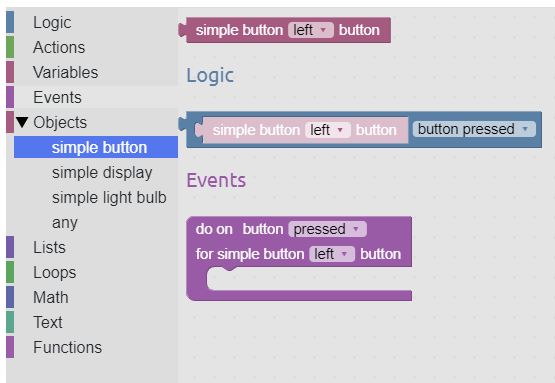 Logic
Actions
Variables
Events
Objects
simple button
simple display
simple light bulb
any
Lists
Loops
Math
Text
Functions
simple button left button
Logic
simple button left button button pressed
Events
do on button pressed
for simple button left button